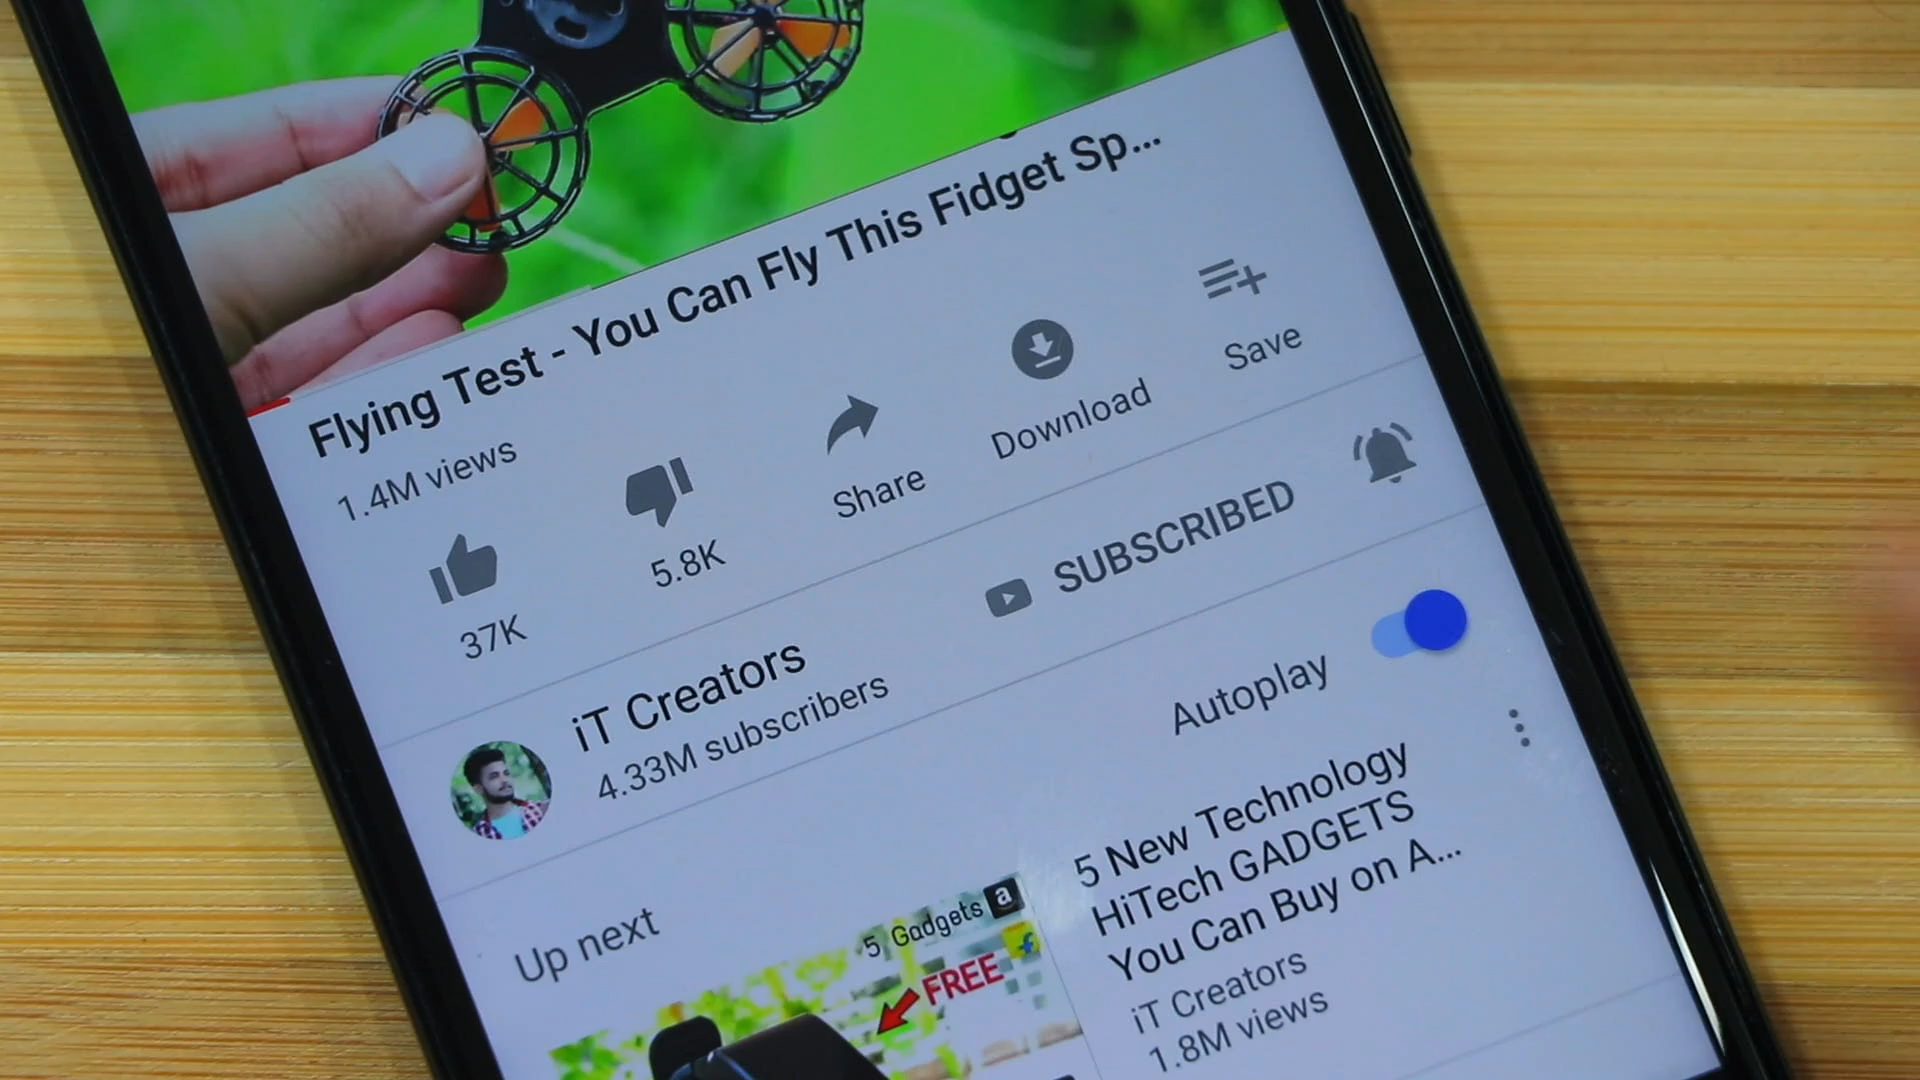 Flying Test - You Can Fly This Fidget Sp...
1.4M views
37K
5.8K
Share
Download
Save
iT Creators
4.33M subscribers
SUBSCRIBED
Autoplay
Up next
5 Gadgets a
f
FREE
5 New Technology
HiTech GADGETS
You Can Buy on A...
iT Creators
1.8M views